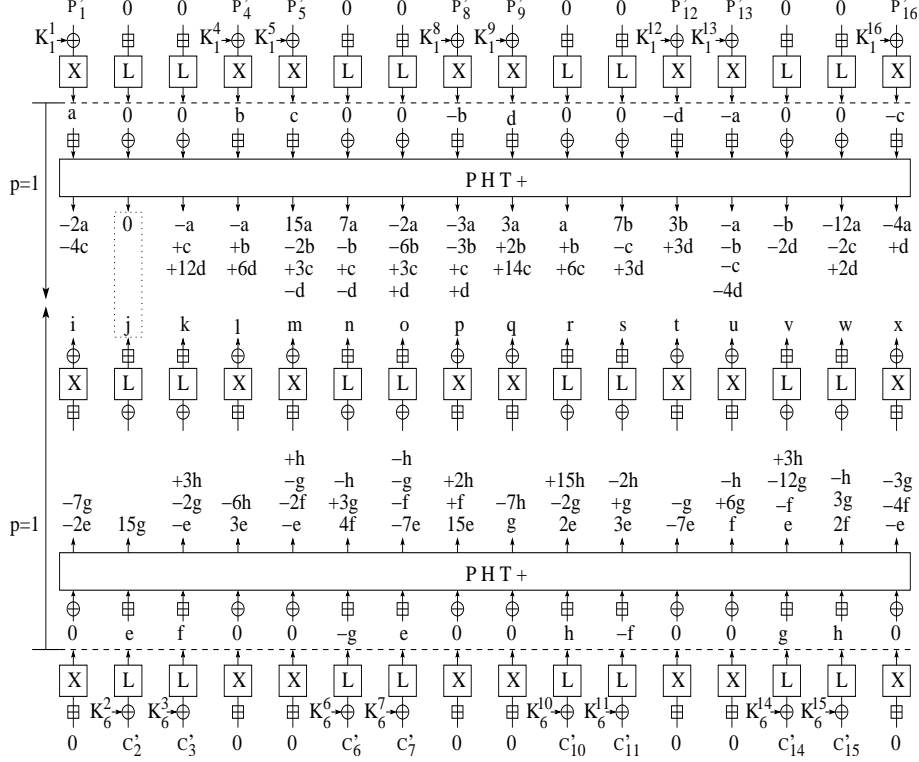 P'1 0 0 P'4 P'5 0 0 P'8 P'9 0 0 P'12 P'13 0 0 P'16
K1^1 K1^4 K1^5 K1^8 K1^9 K1^12 K1^13 K1^16
X L L X X L L X X L L X X L L X
a 0 0 b c 0 0 −b d 0 0 −d −a 0 0 −c
p=1
PHT+
−2a 0 −a −a 15a 7a −2a −3a 3a a 7b 3b −a −b −12a −4a
−4c +c +b −2b −b −6b −3b +2b +b −c +3d −b −2d −2c +d
+12d +6d +3c +c +3c +c +14c +6c +3d −c +2d
−d −d +d +d −4d
i j k l m n o p q r s t u v w x
X L L X X L L X X L L X X L L X
+h −h +3h
+3h −g −h −g +2h +15h −2h −h −12g −h −3g
−7g −2g −6h −2f +3g −f +f −7h −2g +g −g +6g −f 3g −4f
−2e 15g −e 3e −e 4f −7e 15e g 2e 3e −7e f e 2f −e
p=1
PHT+
0 e f 0 0 −g e 0 0 h −f 0 0 g h 0
X L L X X L L X X L L X X L L X
K6^2 K6^3 K6^6 K6^7 K6^10 K6^11 K6^14 K6^15
0 C'2 C'3 0 0 C'6 C'7 0 0 C'10 C'11 0 0 C'14 C'15 0